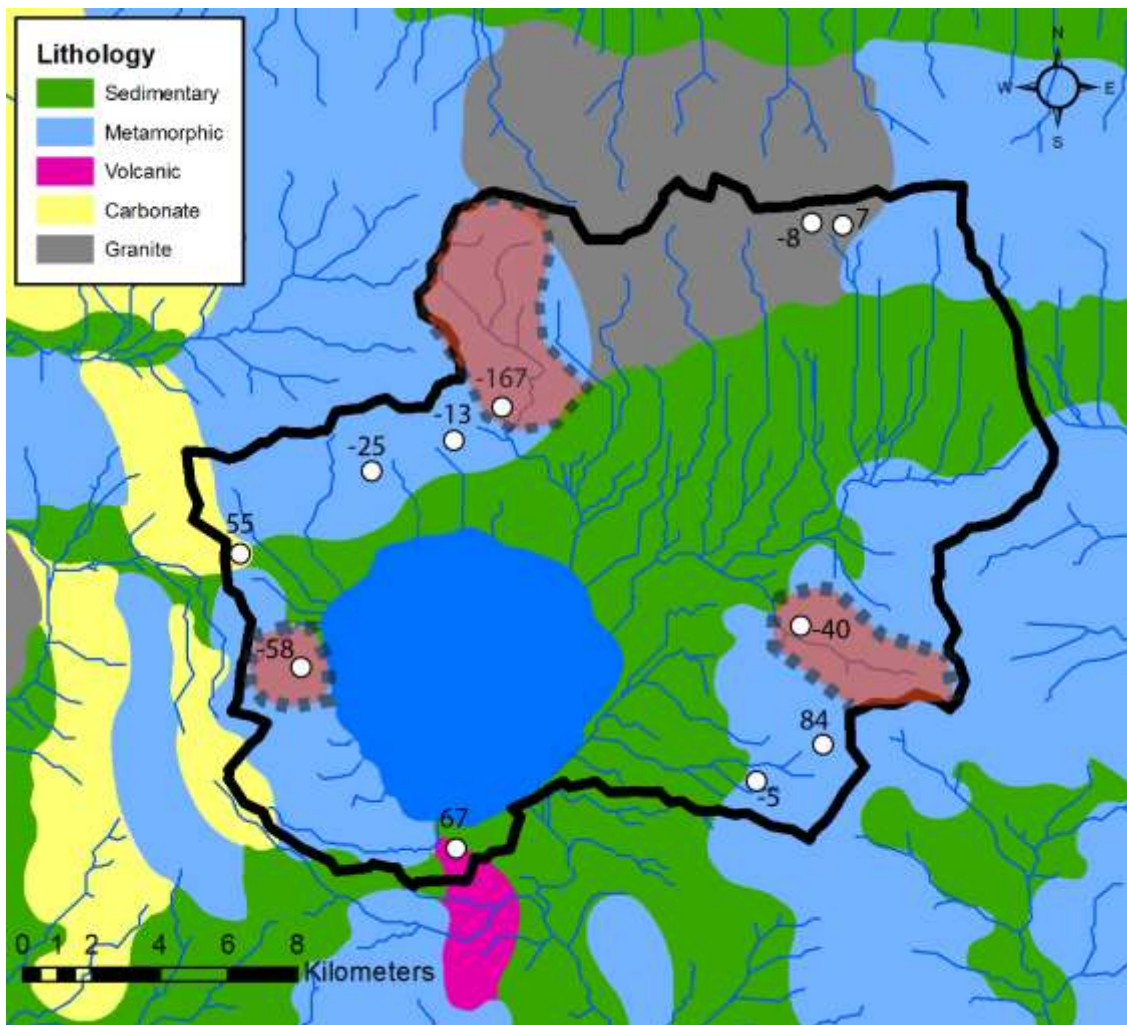 Lithology
Sedimentary
Metamorphic
Volcanic
Carbonate
Granite
N
W E
S
-8 7
-167
-13
-25
55
-40
-58
84
-5
67
0 1 2 4 6 8
Kilometers